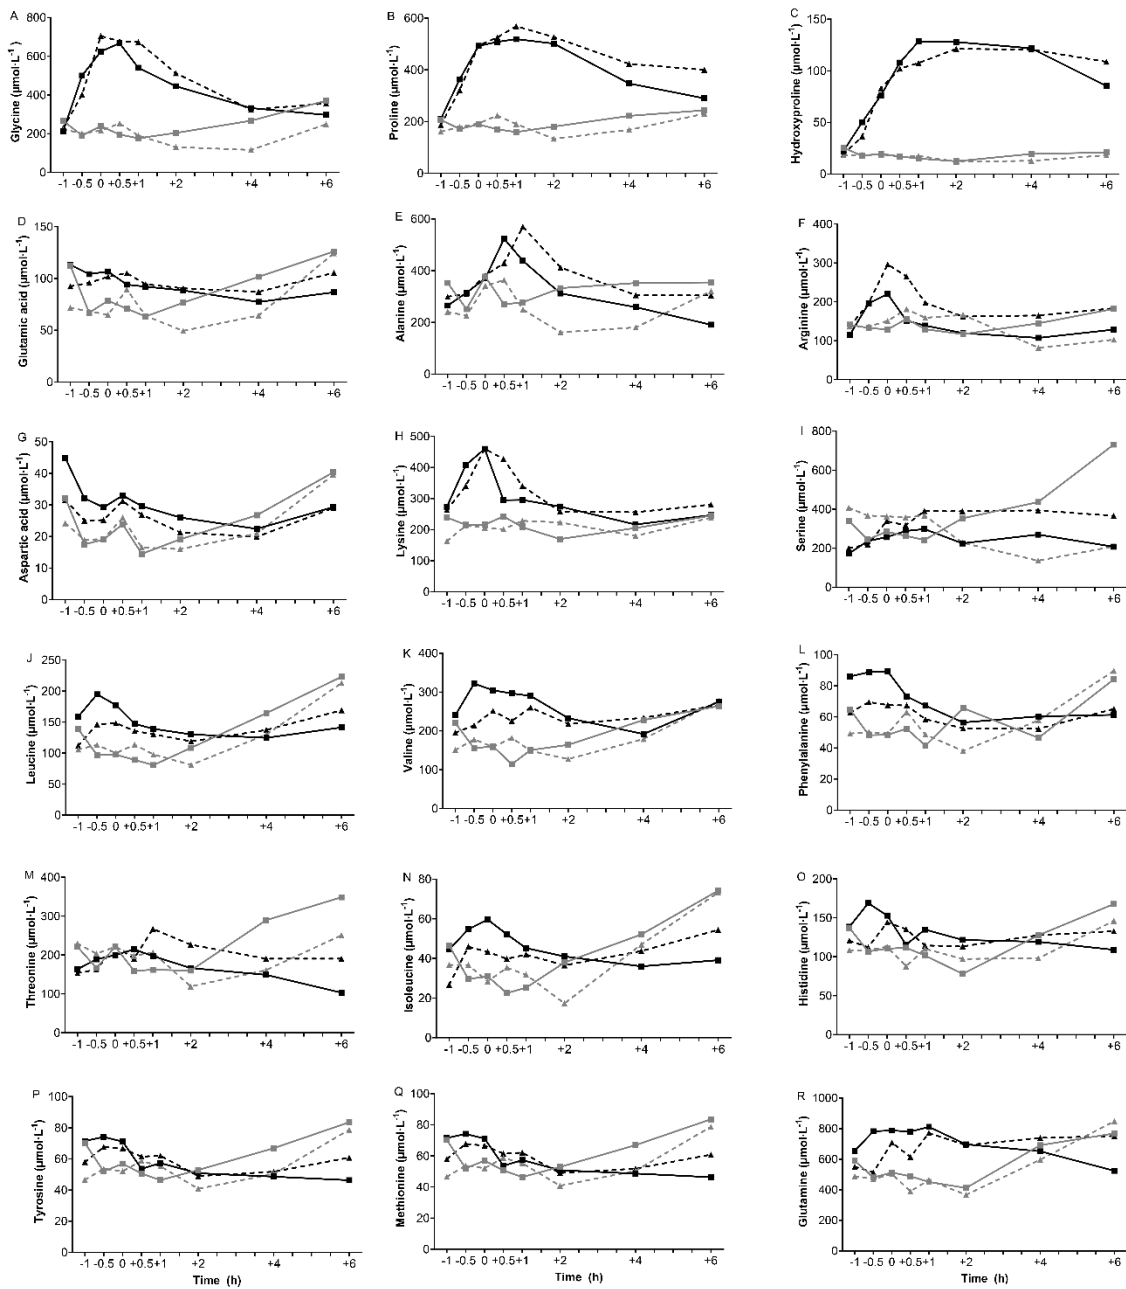 A
Glycine (µmol·L⁻¹)
800
600
400
200
0
-1 -0.5 0 +0.5 +1 +2 +4 +6
B
Proline (µmol·L⁻¹)
600
400
200
0
-1 -0.5 0 +0.5 +1 +2 +4 +6
C
Hydroxyproline (µmol·L⁻¹)
150
100
50
0
-1 -0.5 0 +0.5 +1 +2 +4 +6
D
Glutamic acid (µmol·L⁻¹)
150
100
50
0
-1 -0.5 0 +0.5 +1 +2 +4 +6
E
Alanine (µmol·L⁻¹)
600
400
200
0
-1 -0.5 0 +0.5 +1 +2 +4 +6
F
Arginine (µmol·L⁻¹)
400
300
200
100
0
-1 -0.5 0 +0.5 +1 +2 +4 +6
G
Aspartic acid (µmol·L⁻¹)
50
40
30
20
10
0
-1 -0.5 0 +0.5 +1 +2 +4 +6
H
Lysine (µmol·L⁻¹)
500
400
300
200
100
0
-1 -0.5 0 +0.5 +1 +2 +4 +6
I
Serine (µmol·L⁻¹)
800
600
400
200
0
-1 -0.5 0 +0.5 +1 +2 +4 +6
J
Leucine (µmol·L⁻¹)
250
200
150
100
50
0
-1 -0.5 0 +0.5 +1 +2 +4 +6
K
Valine (µmol·L⁻¹)
400
300
200
100
0
-1 -0.5 0 +0.5 +1 +2 +4 +6
L
Phenylalanine (µmol·L⁻¹)
100
80
60
40
20
0
-1 -0.5 0 +0.5 +1 +2 +4 +6
M
Threonine (µmol·L⁻¹)
400
300
200
100
0
-1 -0.5 0 +0.5 +1 +2 +4 +6
N
Isoleucine (µmol·L⁻¹)
80
60
40
20
0
-1 -0.5 0 +0.5 +1 +2 +4 +6
O
Histidine (µmol·L⁻¹)
200
150
100
50
0
-1 -0.5 0 +0.5 +1 +2 +4 +6
P
Tyrosine (µmol·L⁻¹)
100
80
60
40
20
0
-1 -0.5 0 +0.5 +1 +2 +4 +6
Time (h)
Q
Methionine (µmol·L⁻¹)
100
80
60
40
20
0
-1 -0.5 0 +0.5 +1 +2 +4 +6
Time (h)
R
Glutamine (µmol·L⁻¹)
1000
800
600
400
200
0
-1 -0.5 0 +0.5 +1 +2 +4 +6
Time (h)